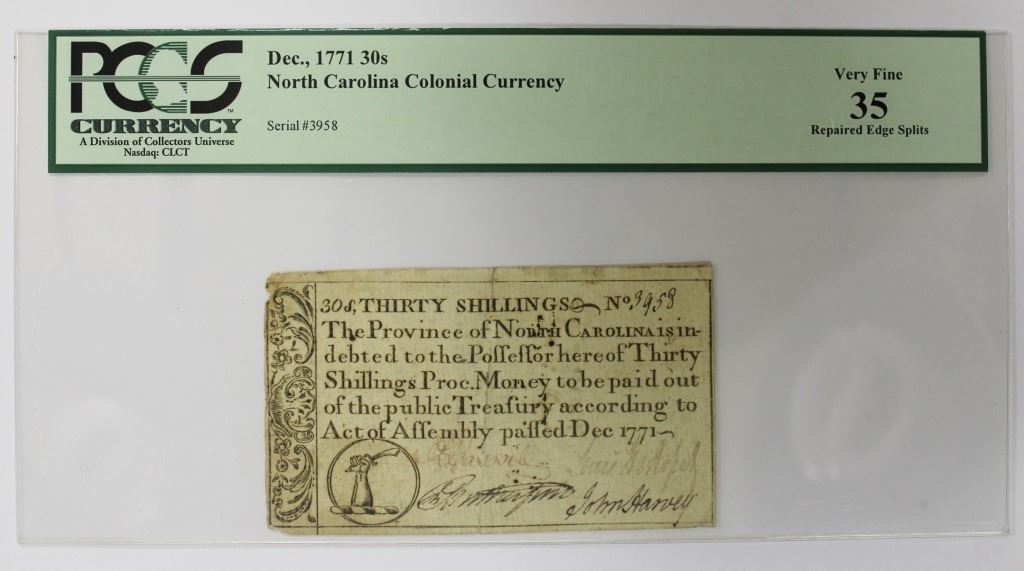 PCGS
CURRENCY
A Division of Collectors Universe
Nasdaq: CLCT
Dec., 1771 30s
North Carolina Colonial Currency
Serial #3958
Very Fine
35
Repaired Edge Splits
30s, THIRTY SHILLINGS No 3958
The Province of NORTH CAROLINA is in-
debted to the Poſſeſſor hereof Thirty
Shillings Proc. Money to be paid out
of the public Treaſury according to
Act of Aſſembly paſſed Dec 1771
John Harvey